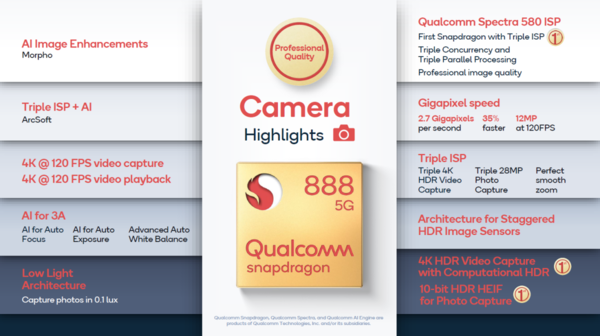 AI Image Enhancements
Morpho
Triple ISP + AI
ArcSoft
4K @ 120 FPS video capture
4K @ 120 FPS video playback
AI for 3A
AI for Auto Focus
AI for Auto Exposure
Advanced Auto White Balance
Low Light
Architecture
Capture photos in 0.1 lux
Professional
Quality
Camera
Highlights
888
5G
Qualcomm
snapdragon
Qualcomm Snapdragon, Qualcomm Spectra, and Qualcomm AI Engine are
products of Qualcomm Technologies, Inc. and/or its subsidiaries.
Qualcomm Spectra 580 ISP
First Snapdragon with Triple ISP 1
Triple Concurrency and
Triple Parallel Processing
Professional image quality
Gigapixel speed
2.7 Gigapixels per second
35% faster
12MP at 120FPS
Triple ISP
Triple 4K HDR Video Capture
Triple 28MP Photo Capture
Perfect smooth zoom
Architecture for Staggered
HDR Image Sensors
4K HDR Video Capture
with Computational HDR 1
10-bit HDR HEIF
for Photo Capture 1